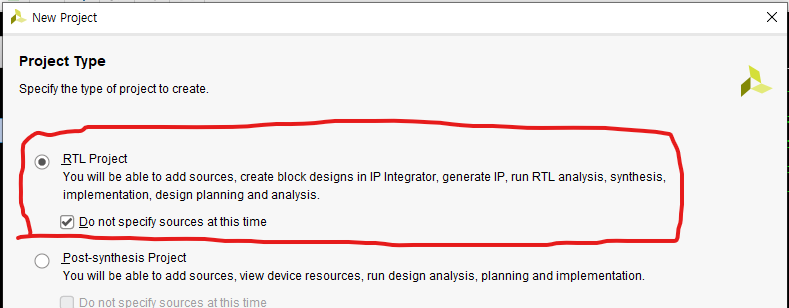 New Project
Project Type
Specify the type of project to create.
RTL Project
You will be able to add sources, create block designs in IP Integrator, generate IP, run RTL analysis, synthesis,
implementation, design planning and analysis.
Do not specify sources at this time
Post-synthesis Project
You will be able to add sources, view device resources, run design analysis, planning and implementation.
Do not specify sources at this time